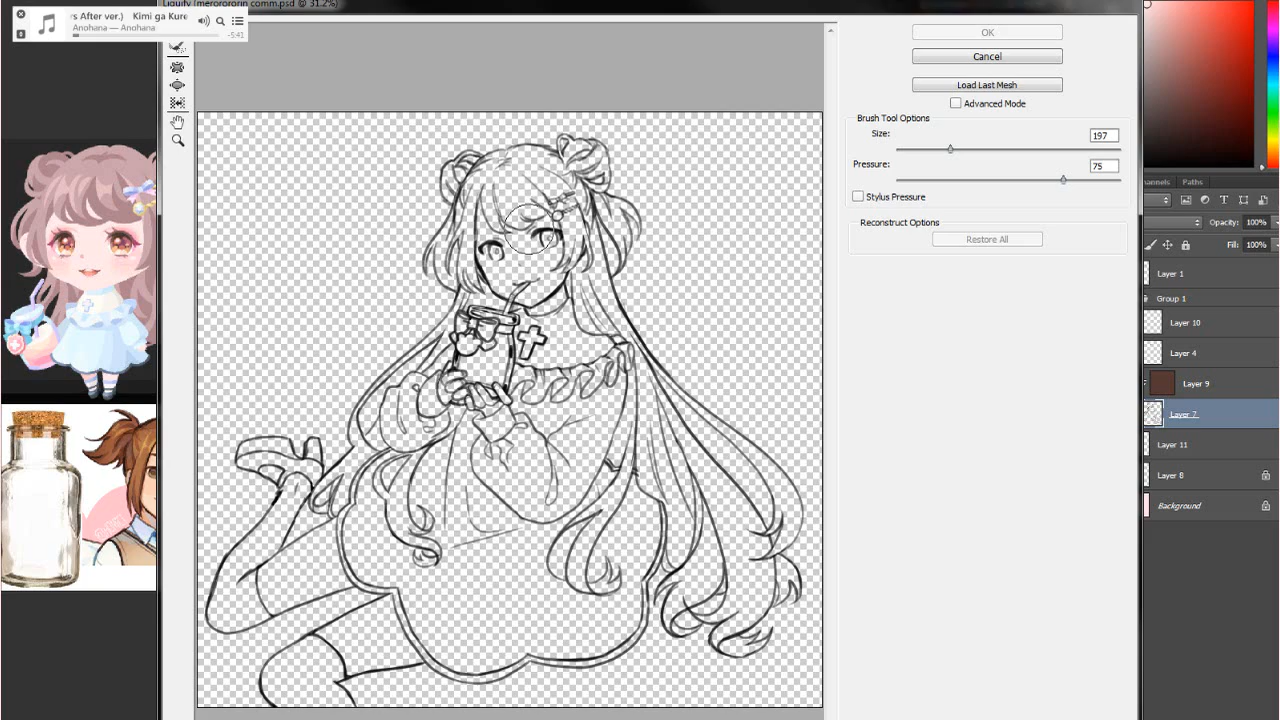 Liquify (merorororin comm.psd @ 31.2%)
rs After ver.) Kimi ga Kure
Anohana — Anohana
-5:41
OK
Cancel
Load Last Mesh
Advanced Mode
Brush Tool Options
Size:
197
Pressure:
75
Stylus Pressure
Reconstruct Options
Restore All
annels
Paths
Opacity:
100%
Fill:
100%
Layer 1
Group 1
Layer 10
Layer 4
Layer 9
Layer 7
Layer 11
Layer 8
Background